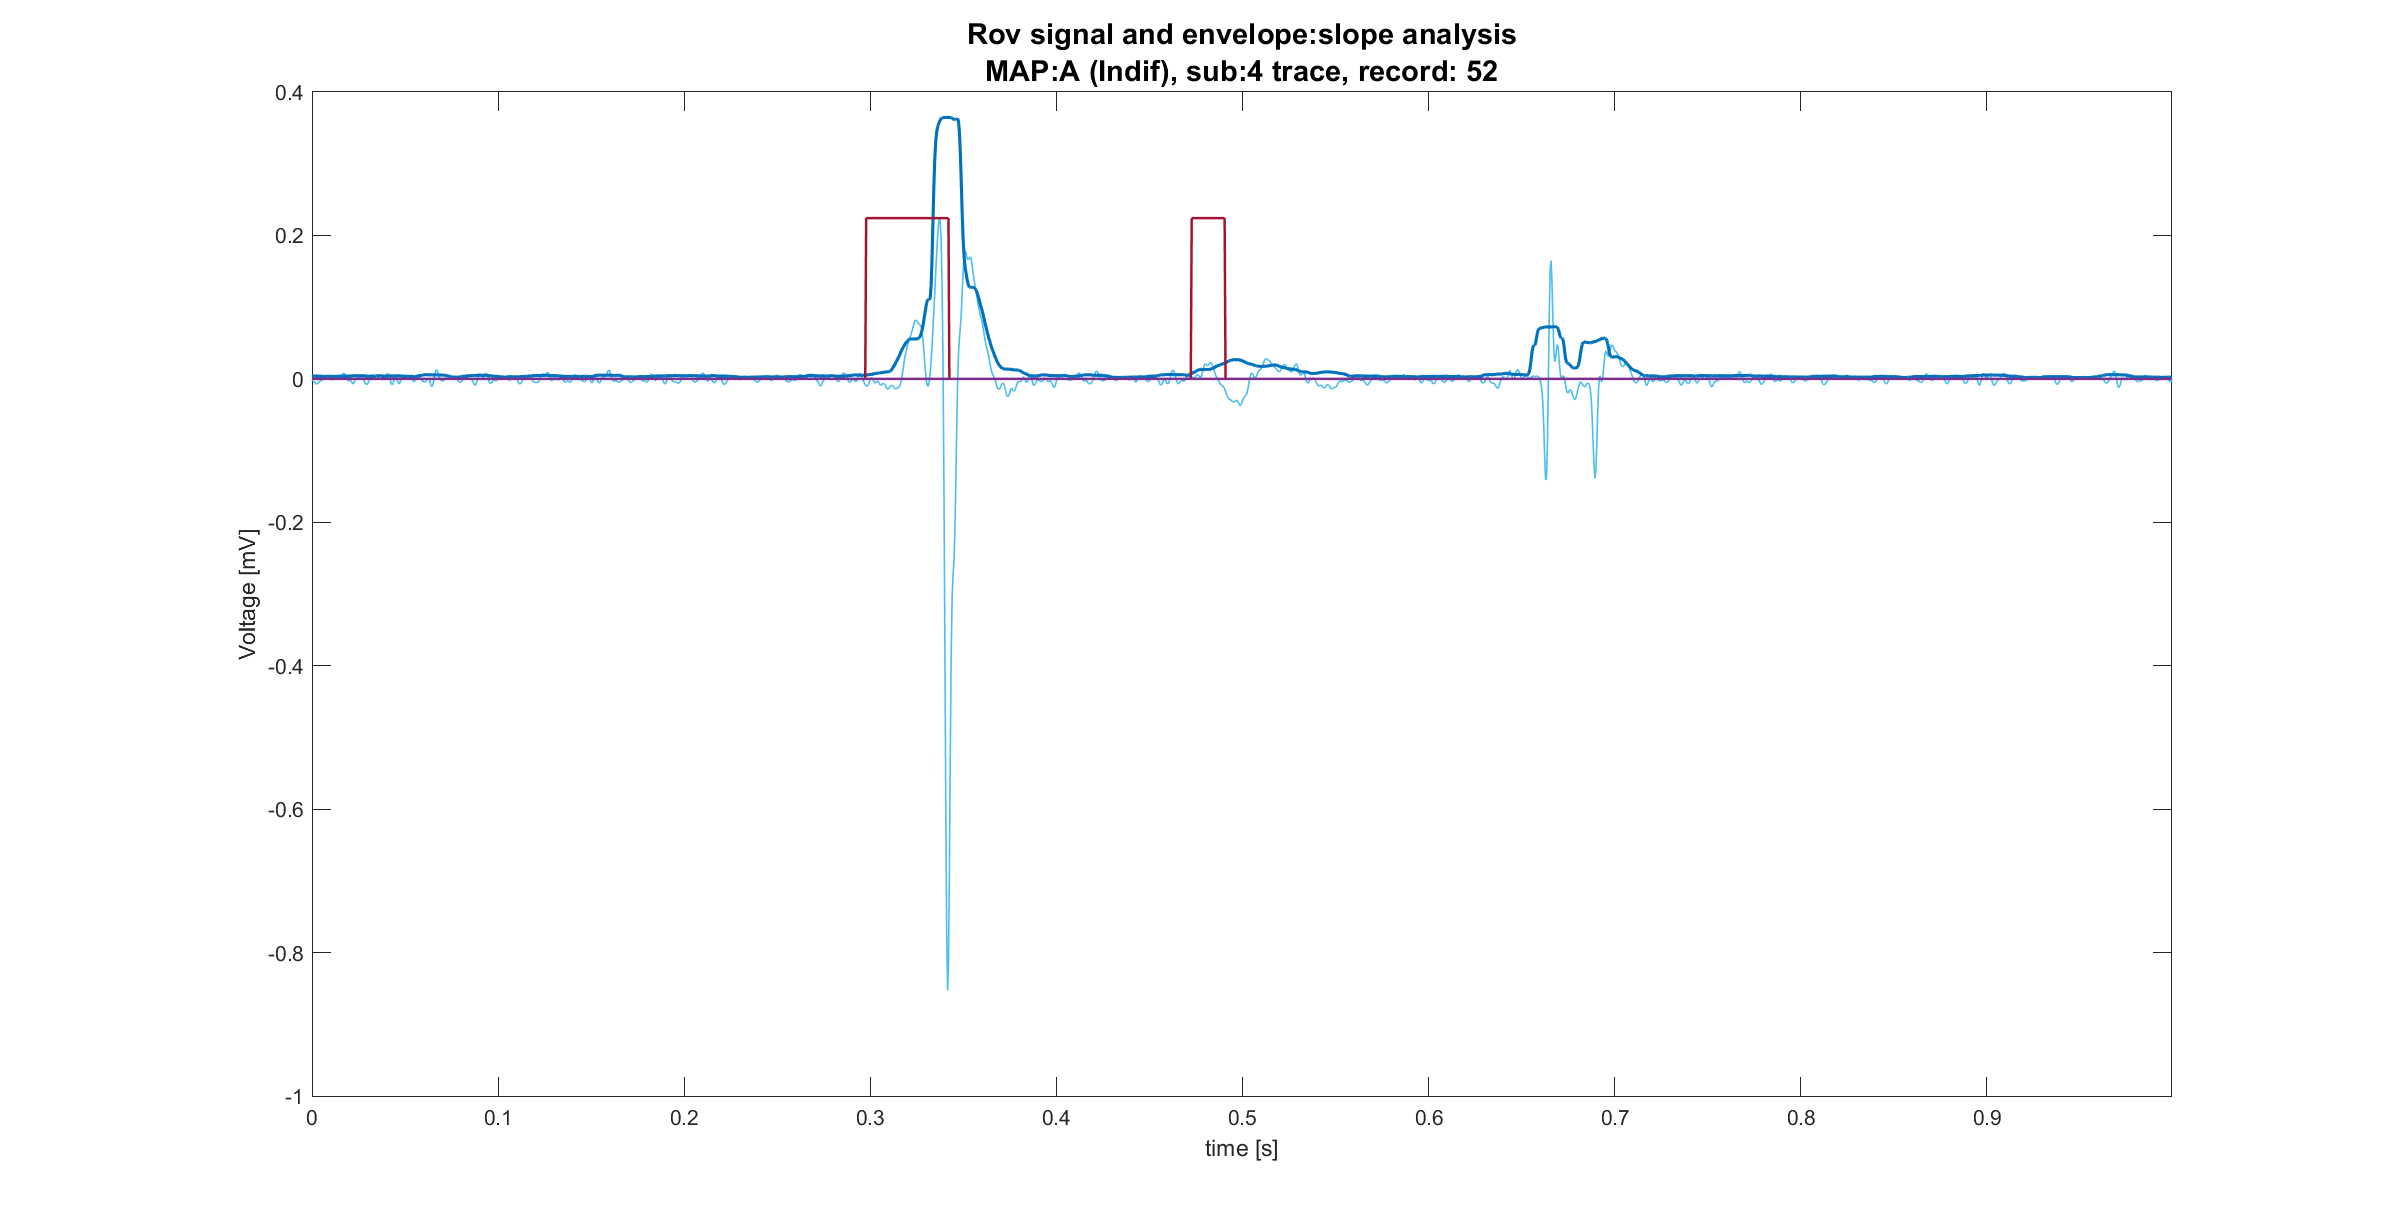 Rov signal and envelope:slope analysis
MAP:A (Indif), sub:4 trace, record: 52
0.4
0.2
0
-0.2
-0.4
-0.6
-0.8
-1
Voltage [mV]
0 0.1 0.2 0.3 0.4 0.5 0.6 0.7 0.8 0.9
time [s]